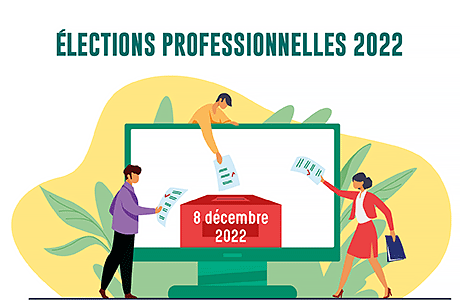 ÉLECTIONS PROFESSIONNELLES 2022
8 décembre
2022